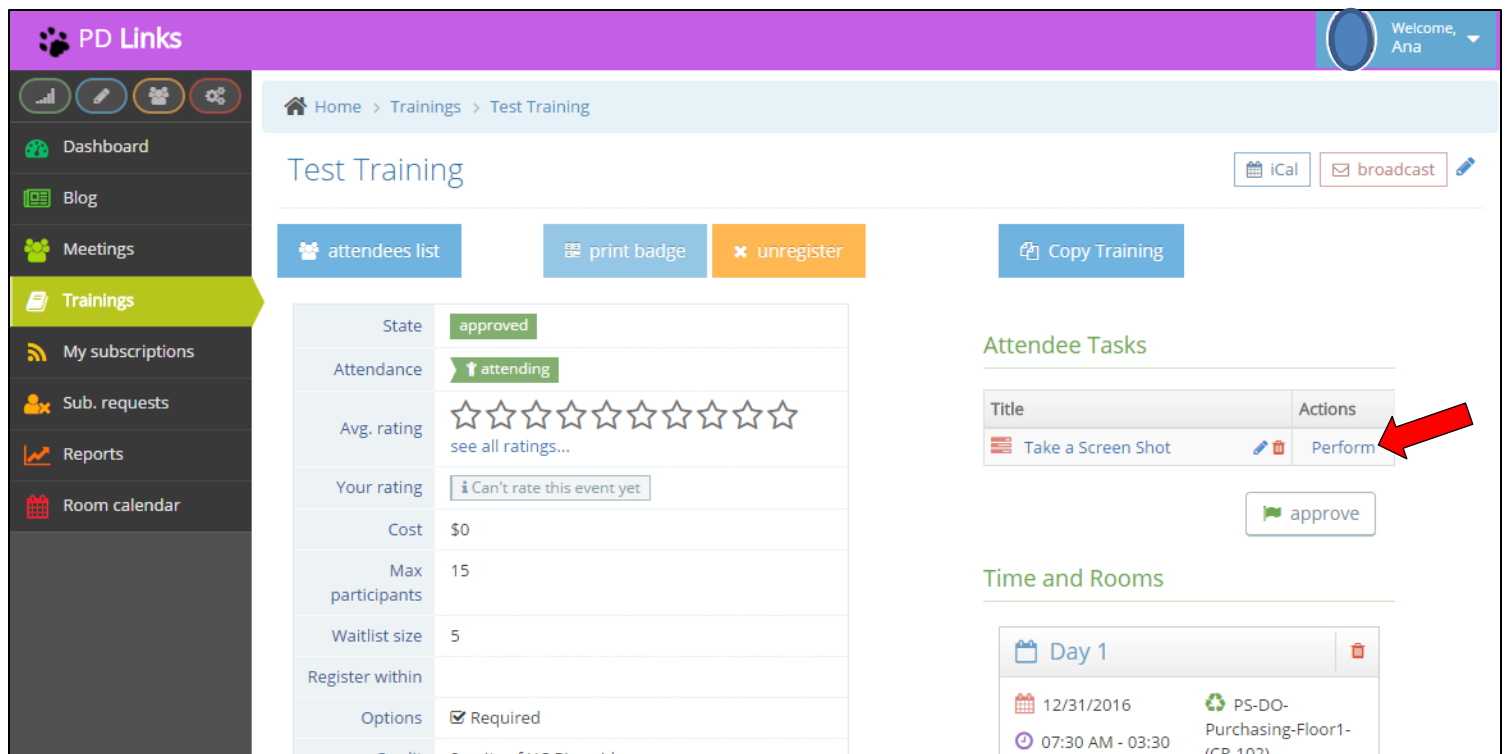 PD Links
Welcome,
Ana
Home > Trainings > Test Training
Dashboard
Blog
Meetings
Trainings
My subscriptions
Sub. requests
Reports
Room calendar
Test Training
iCal
broadcast
attendees list
print badge
unregister
Copy Training
State approved
Attendance attending
Avg. rating
see all ratings...
Your rating Can't rate this event yet
Cost $0
Max
participants
15
Waitlist size 5
Register within
Options Required
Attendee Tasks
Title Actions
Take a Screen Shot Perform
approve
Time and Rooms
Day 1
12/31/2016
07:30 AM - 03:30
PS-DO-
Purchasing-Floor1-